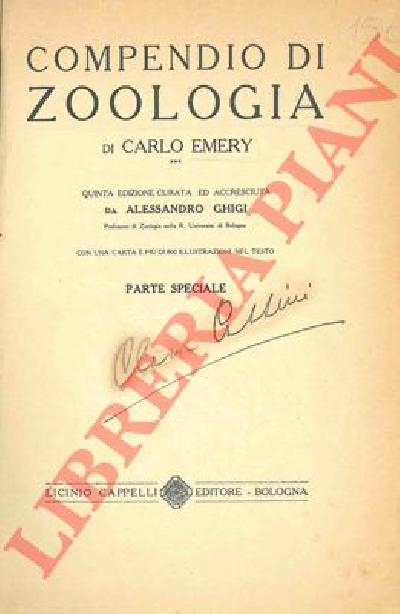 COMPENDIO DI
ZOOLOGIA
DI CARLO EMERY
QUINTA EDIZIONE CURATA ED ACCRESCIUTA
DA ALESSANDRO GHIGI
Professore di Zoologia nella R. Università di Bologna
CON UNA CARTA E PIÙ DI 800 ILLUSTRAZIONI NEL TESTO
PARTE SPECIALE
LICINIO CAPPELLI EDITORE - BOLOGNA
LIBRERIA PIANI